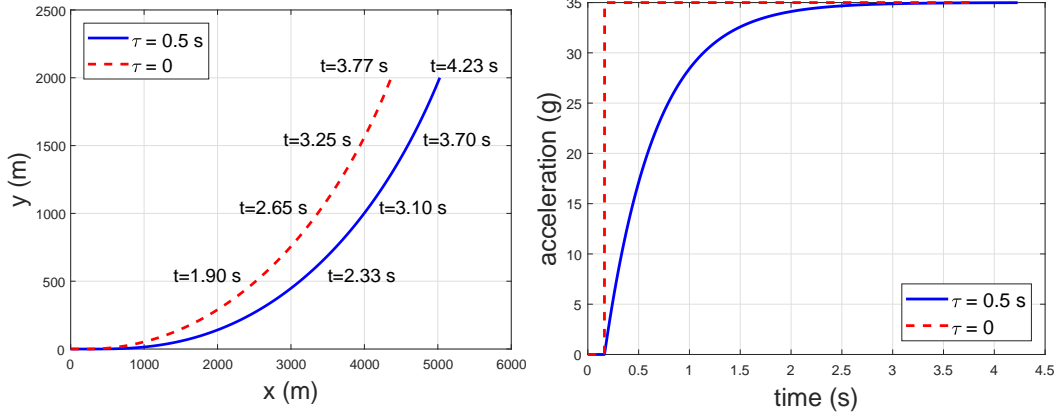 2500
2000
1500
1000
500
0
y (m)
τ = 0.5 s
τ = 0
t=3.77 s
t=4.23 s
t=3.25 s
t=3.70 s
t=2.65 s
t=3.10 s
t=1.90 s
t=2.33 s
0 1000 2000 3000 4000 5000 6000
x (m)
35
30
25
20
15
10
5
0
acceleration (g)
τ = 0.5 s
τ = 0
0 0.5 1 1.5 2 2.5 3 3.5 4 4.5
time (s)